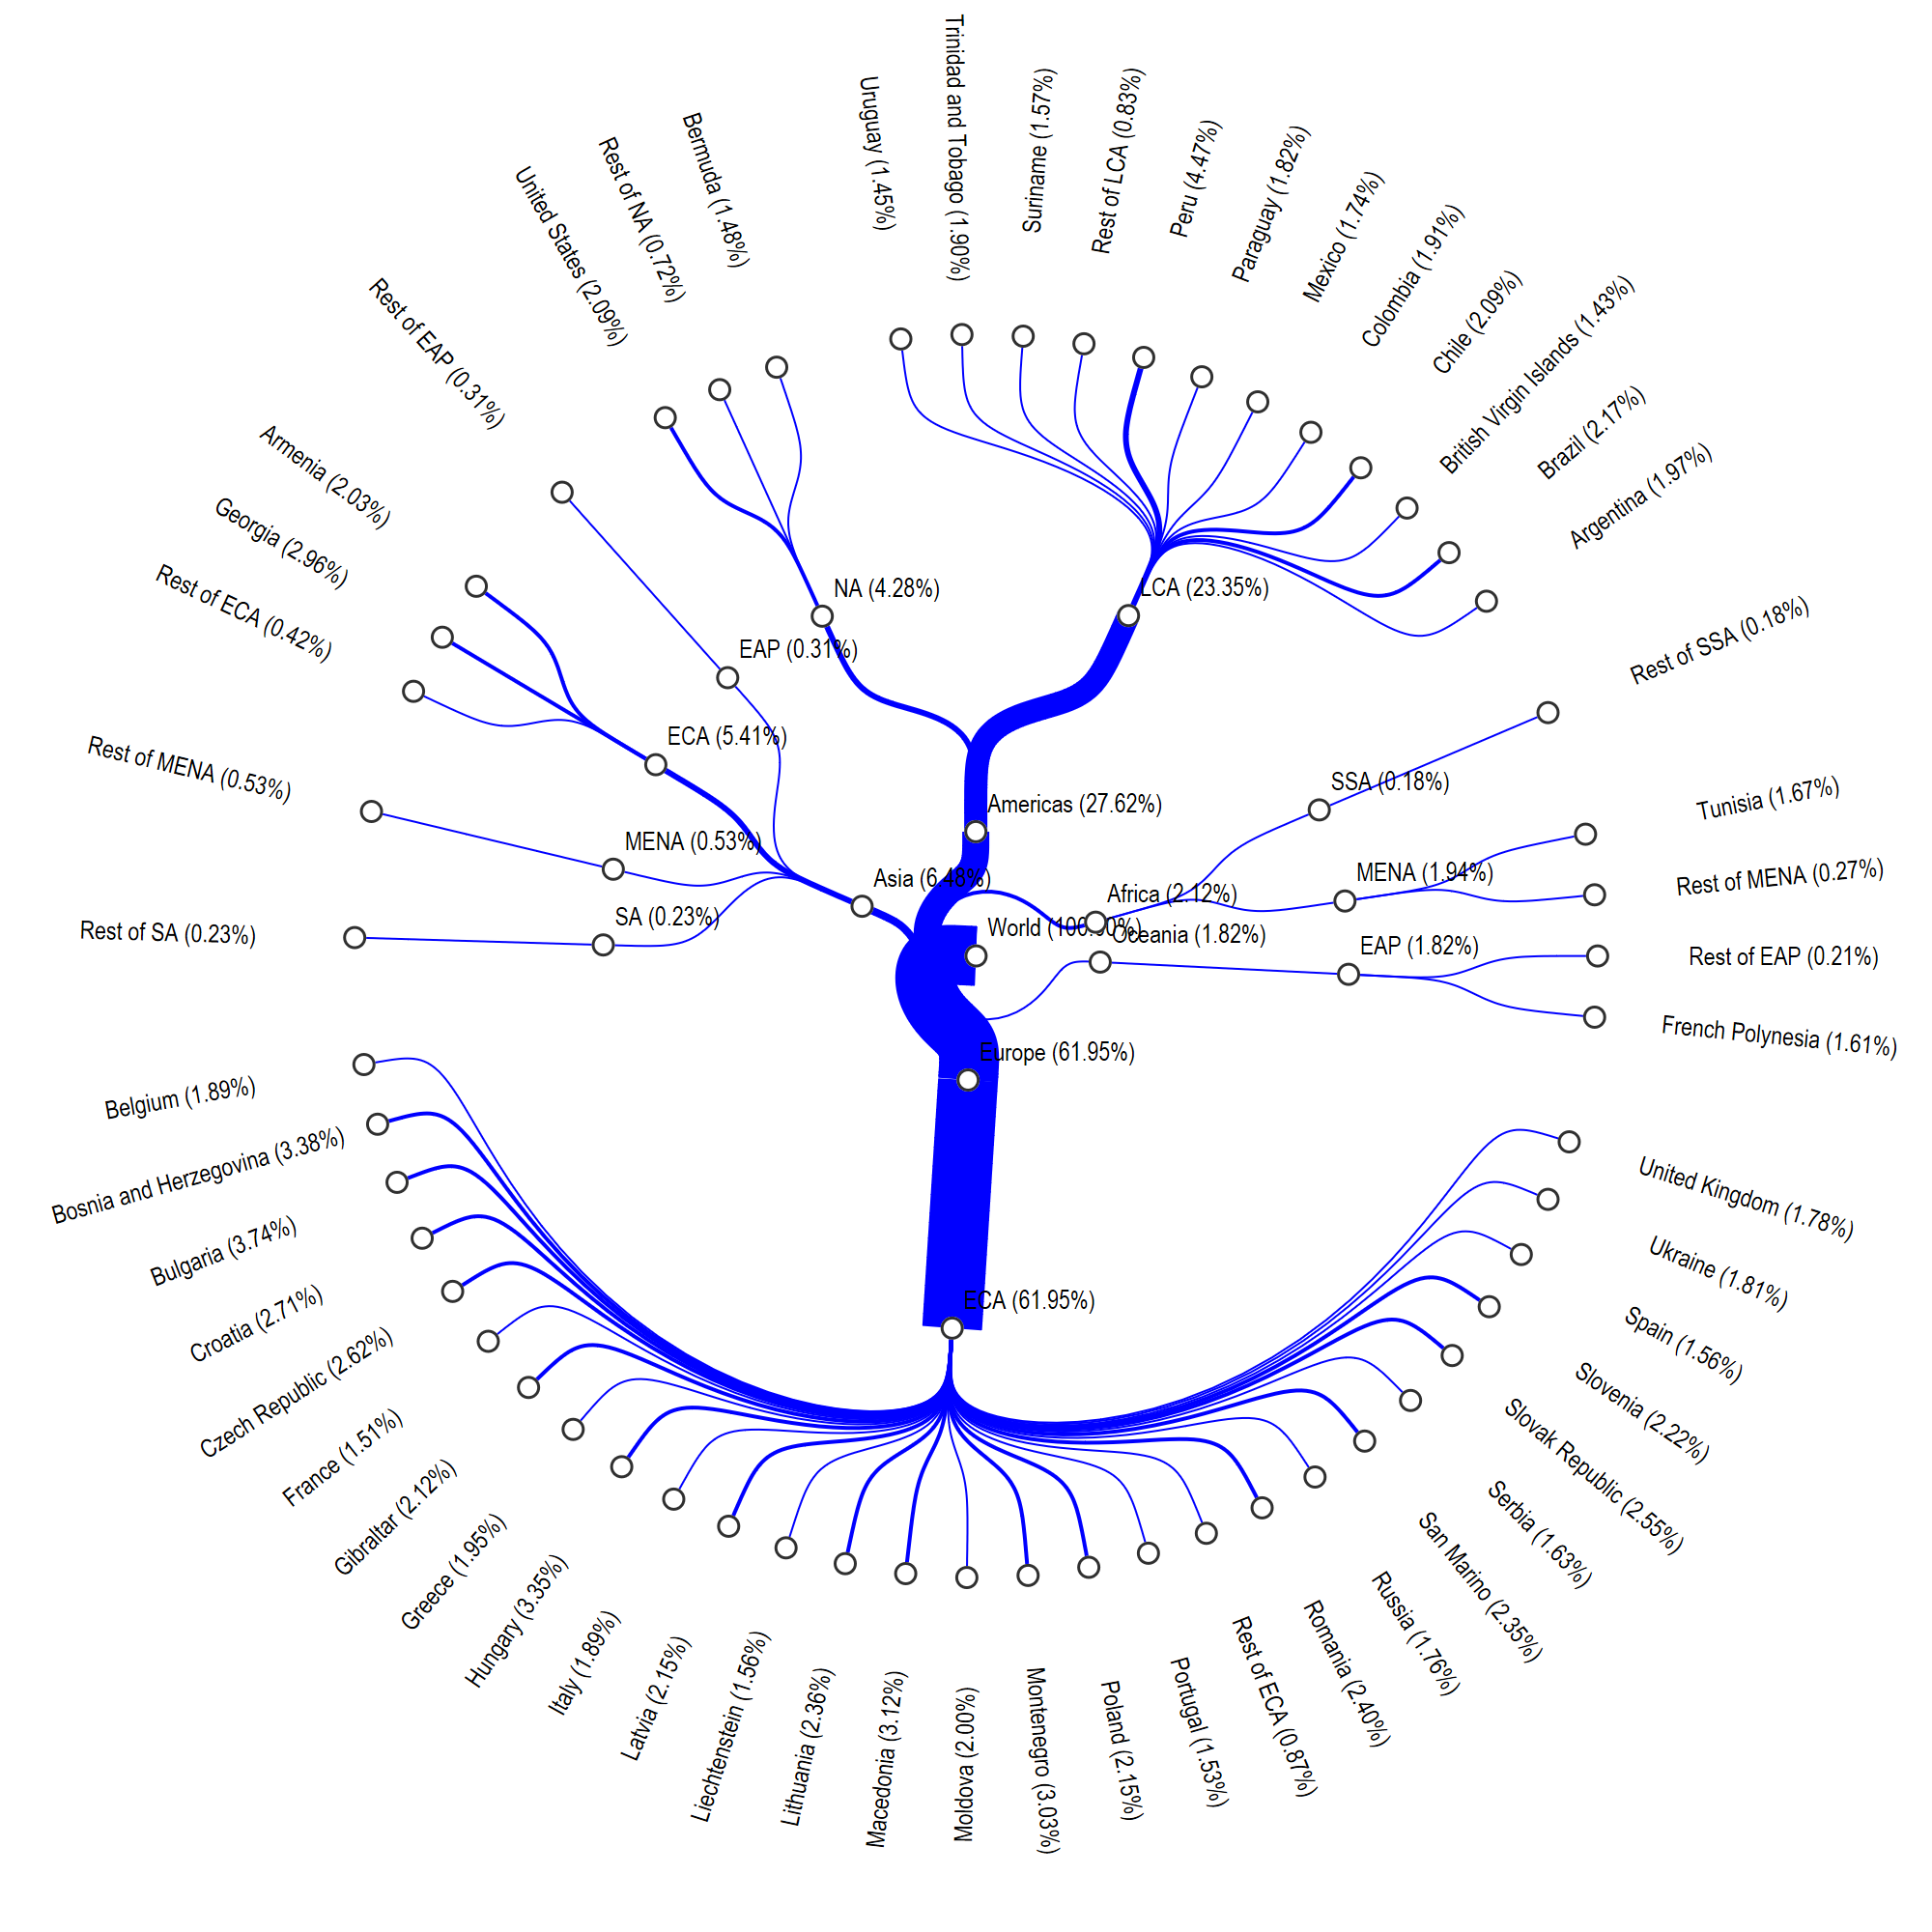 Trinidad and Tobago (1.90%)
Uruguay (1.45%)
Suriname (1.57%)
Rest of LCA (0.83%)
Peru (4.47%)
Paraguay (1.82%)
Mexico (1.74%)
Colombia (1.91%)
Chile (2.09%)
British Virgin Islands (1.43%)
Brazil (2.17%)
Argentina (1.97%)
Bermuda (1.48%)
Rest of NA (0.72%)
United States (2.09%)
Rest of EAP (0.31%)
Armenia (2.03%)
Georgia (2.96%)
Rest of ECA (0.42%)
Rest of MENA (0.53%)
Rest of SA (0.23%)
NA (4.28%)
LCA (23.35%)
EAP (0.31%)
ECA (5.41%)
MENA (0.53%)
SA (0.23%)
Americas (27.62%)
Asia (6.48%)
Africa (2.12%)
World (100.00%)
Oceania (1.82%)
Europe (61.95%)
ECA (61.95%)
SSA (0.18%)
MENA (1.94%)
EAP (1.82%)
Rest of SSA (0.18%)
Tunisia (1.67%)
Rest of MENA (0.27%)
Rest of EAP (0.21%)
French Polynesia (1.61%)
Belgium (1.89%)
Bosnia and Herzegovina (3.38%)
Bulgaria (3.74%)
Croatia (2.71%)
Czech Republic (2.62%)
France (1.51%)
Gibraltar (2.12%)
Greece (1.95%)
Hungary (3.35%)
Italy (1.89%)
Latvia (2.15%)
Liechtenstein (1.56%)
Lithuania (2.36%)
Macedonia (3.12%)
Moldova (2.00%)
Montenegro (3.03%)
Poland (2.15%)
Portugal (1.53%)
Rest of ECA (0.87%)
Romania (2.40%)
Russia (1.76%)
San Marino (2.35%)
Serbia (1.63%)
Slovak Republic (2.55%)
Slovenia (2.22%)
Spain (1.56%)
Ukraine (1.81%)
United Kingdom (1.78%)